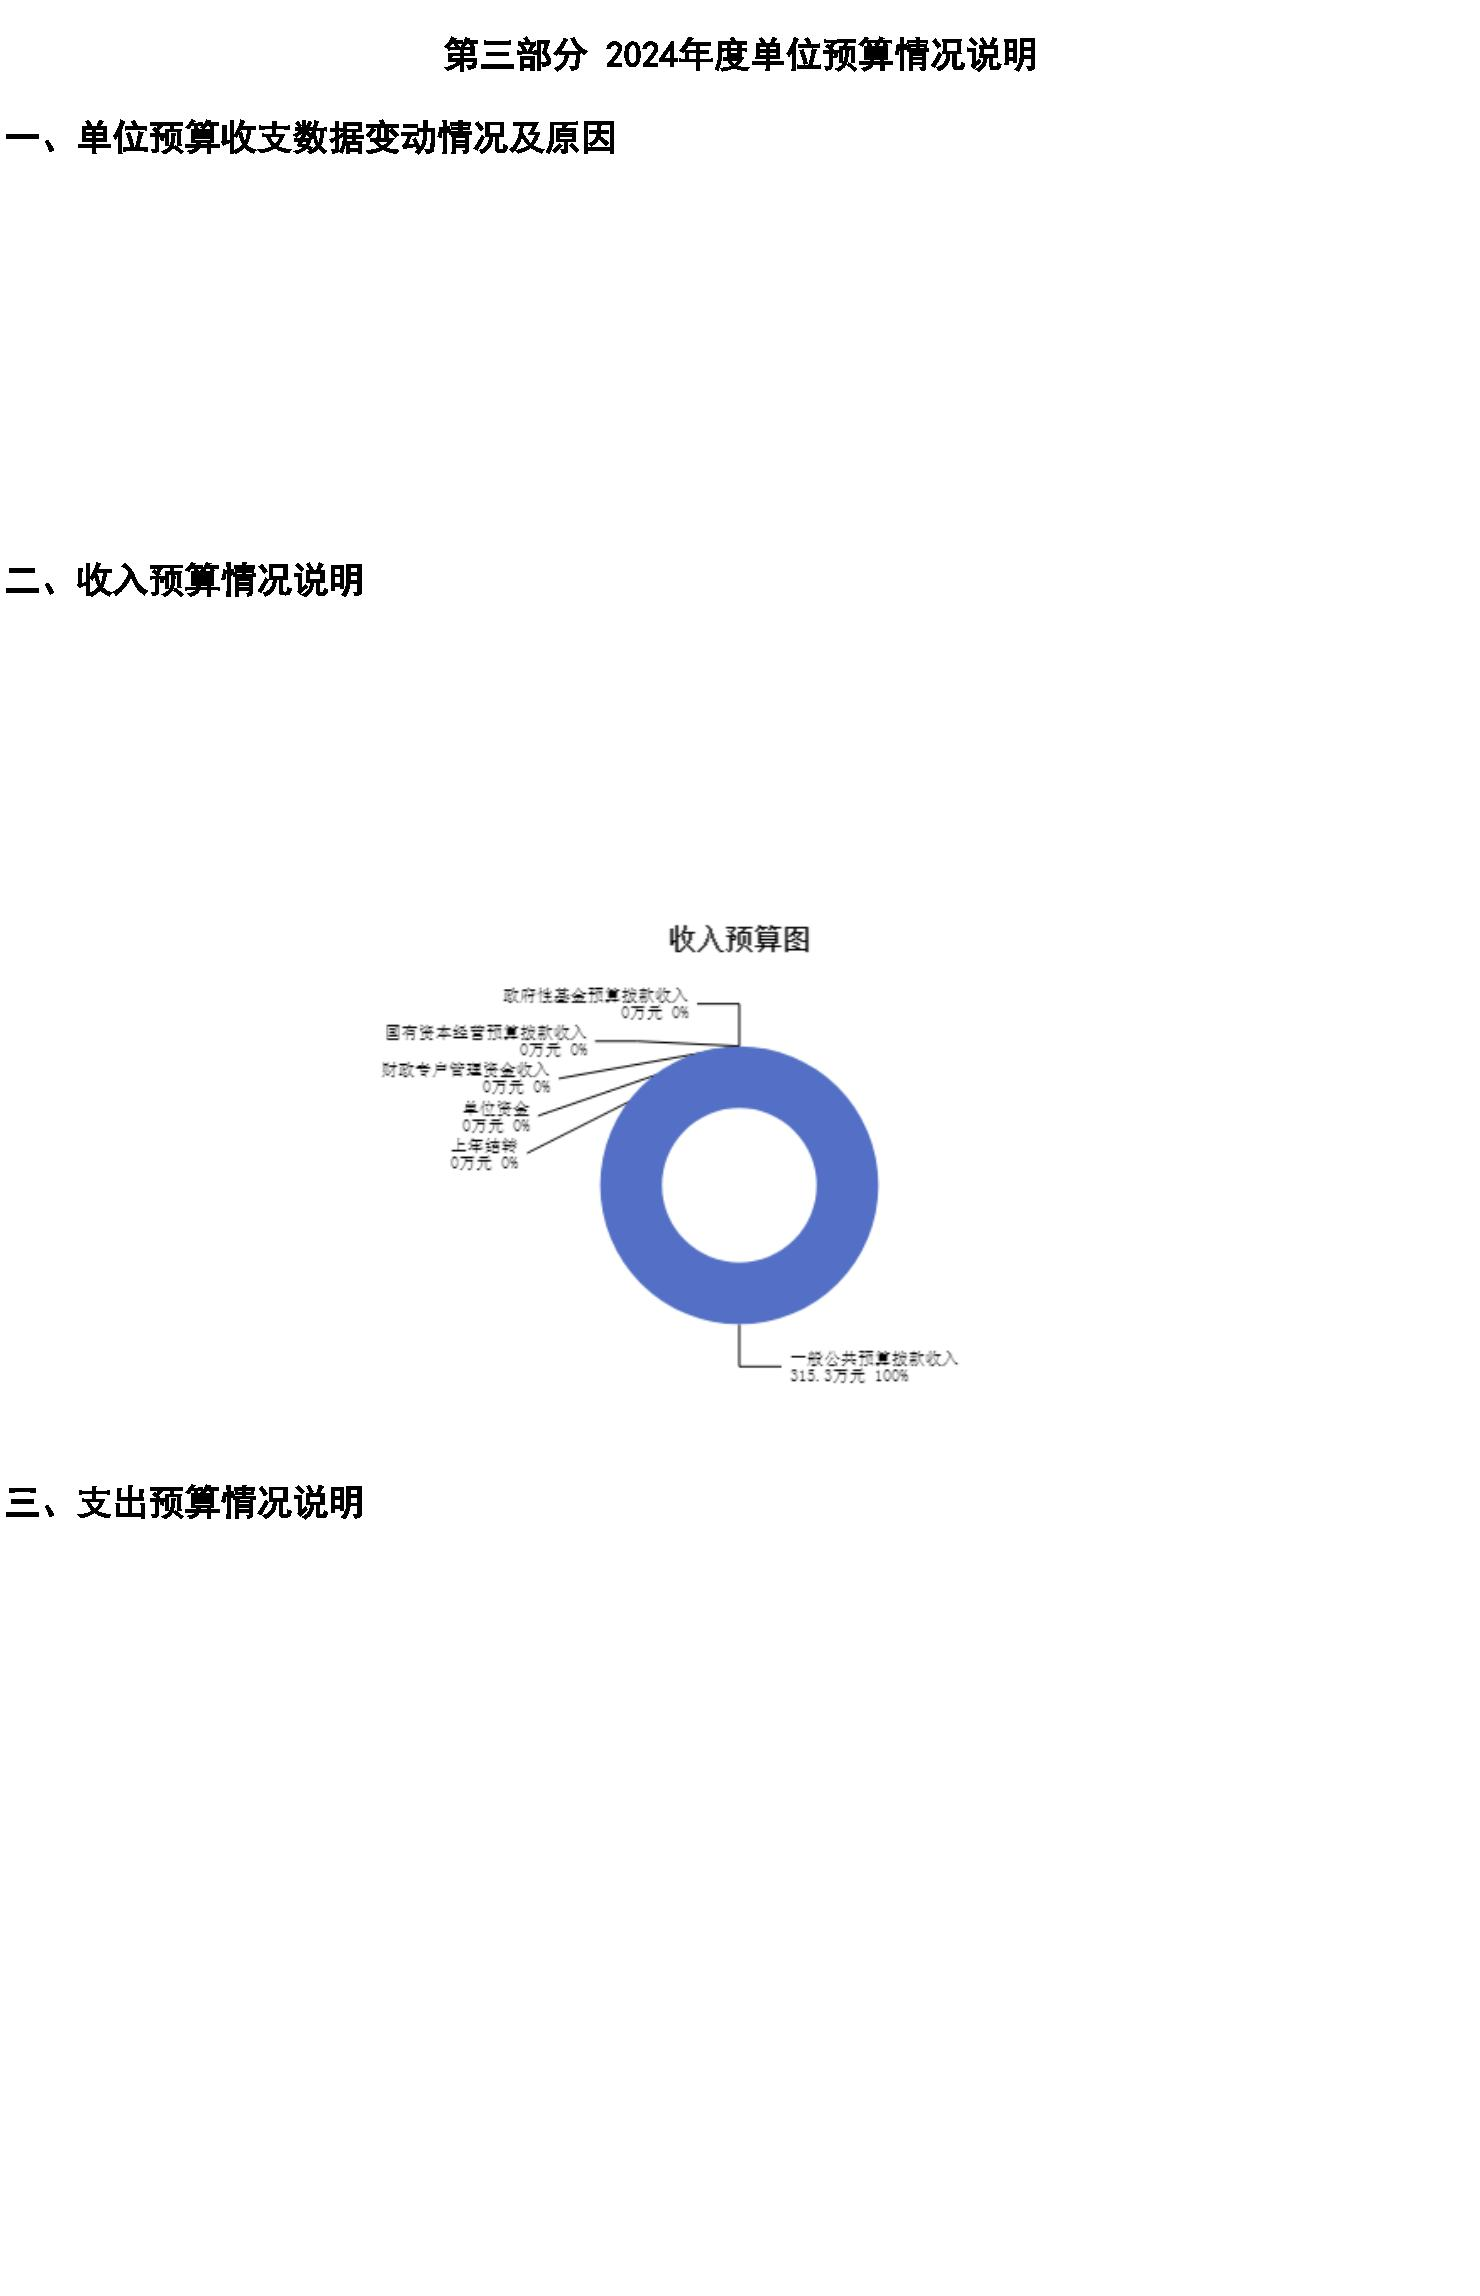 第三部分 2024年度单位预算情况说明
一、单位预算收支数据变动情况及原因
二、收入预算情况说明
收入预算图
政府性基金预算拨款收入
0万元 0%
国有资本经营预算拨款收入
0万元 0%
财政专户管理资金收入
0万元 0%
单位资金
0万元 0%
上年结转
0万元 0%
一般公共预算拨款收入
315.3万元 100%
三、支出预算情况说明